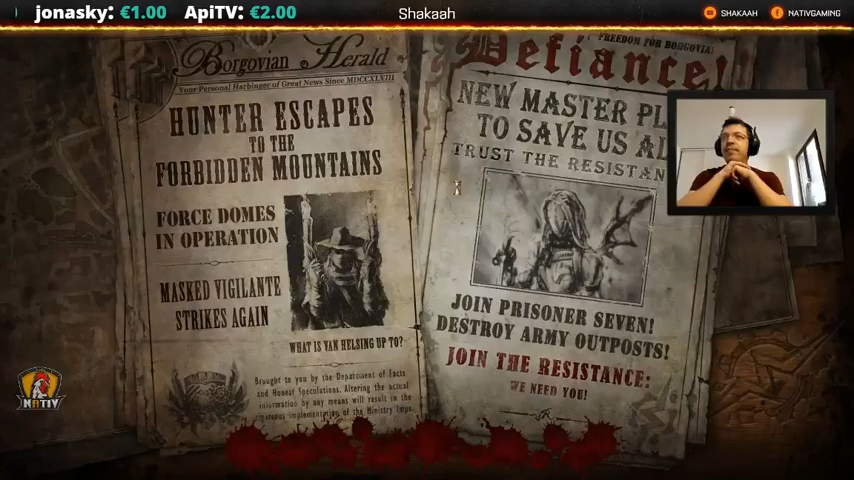 jonasky: €1.00 ApiTV: €2.00
Shakaah
SHAKAAH
NATIVGAMING
Borgovian Herald
Your Personal Harbinger of Great News Since MDCCXLVIII
HUNTER ESCAPES
TO THE
FORBIDDEN MOUNTAINS
FORCE DOMES
IN OPERATION
MASKED VIGILANTE
STRIKES AGAIN
WHAT IS VAN HELSING UP TO?
Brought to you by the Department of Facts
and Honest Speculations. Altering the actual
information by any means will result in the
implementation of the Ministry
FREEDOM FOR BORGOVIA!
Defiance!
NEW MASTER PL
TO SAVE US AL
TRUST THE RESISTAN
JOIN PRISONER SEVEN!
DESTROY ARMY OUTPOSTS!
JOIN THE RESISTANCE:
WE NEED YOU!
NATIV